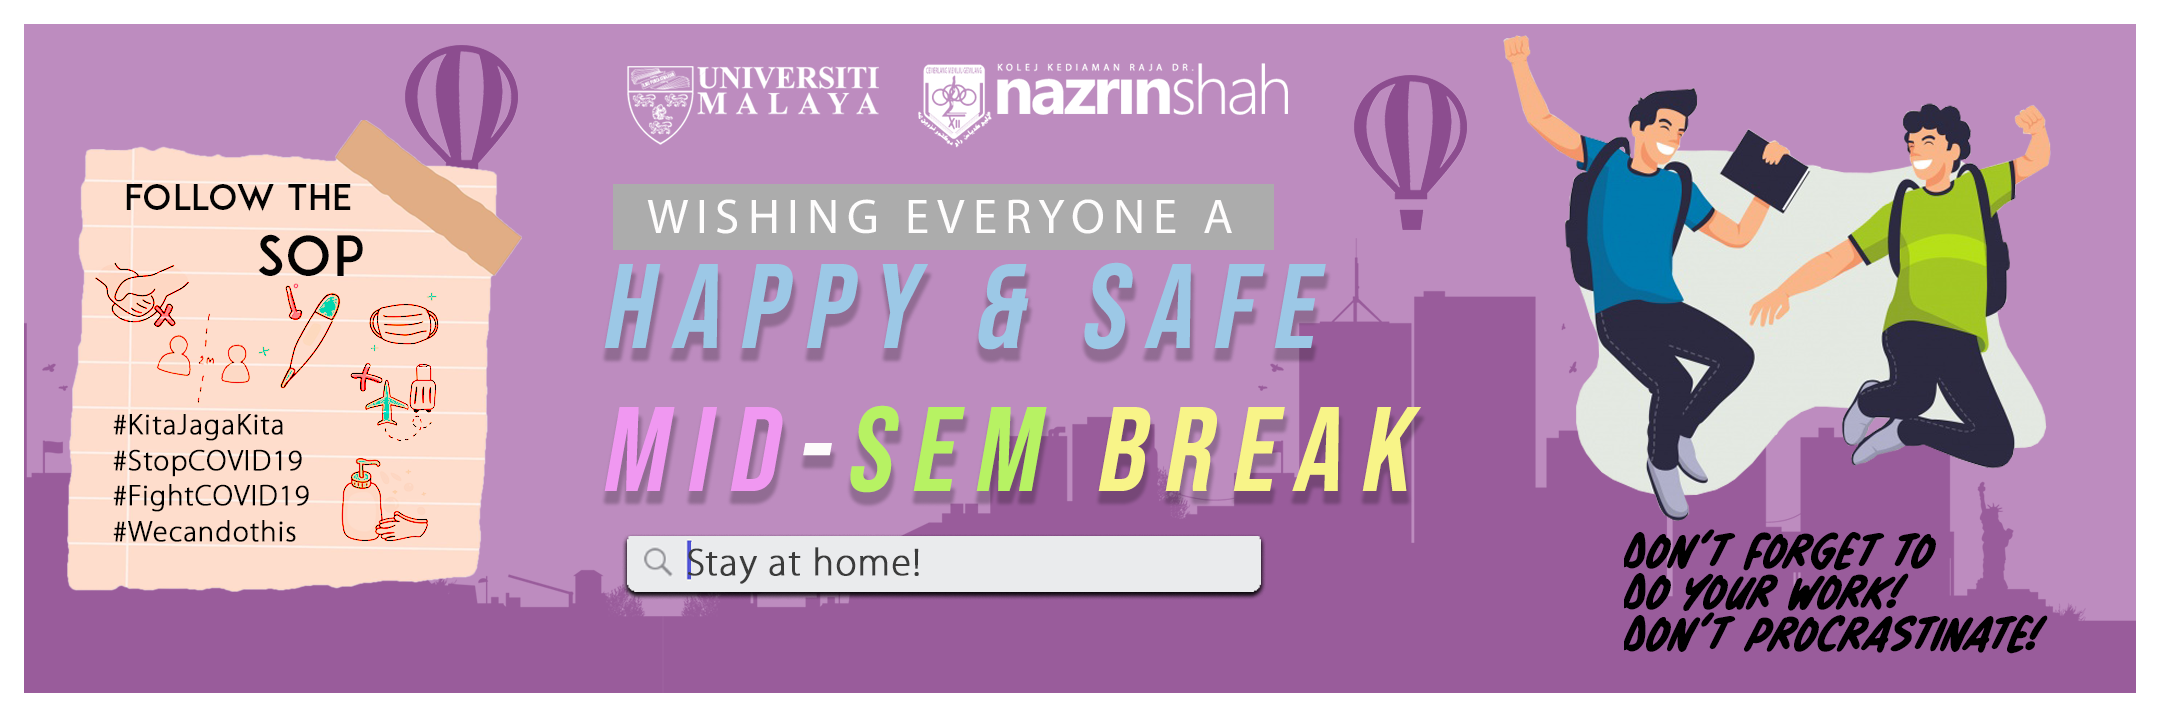 UNIVERSITI
MALAYA
KOLEJ KEDIAMAN RAJA DR.
nazrinshah
XII
FOLLOW THE
SOP
#KitaJagaKita
#StopCOVID19
#FightCOVID19
#Wecandothis
WISHING EVERYONE A
HAPPY & SAFE
MID-SEM BREAK
Stay at home!
DON'T FORGET TO
DO YOUR WORK!
DON'T PROCRASTINATE!